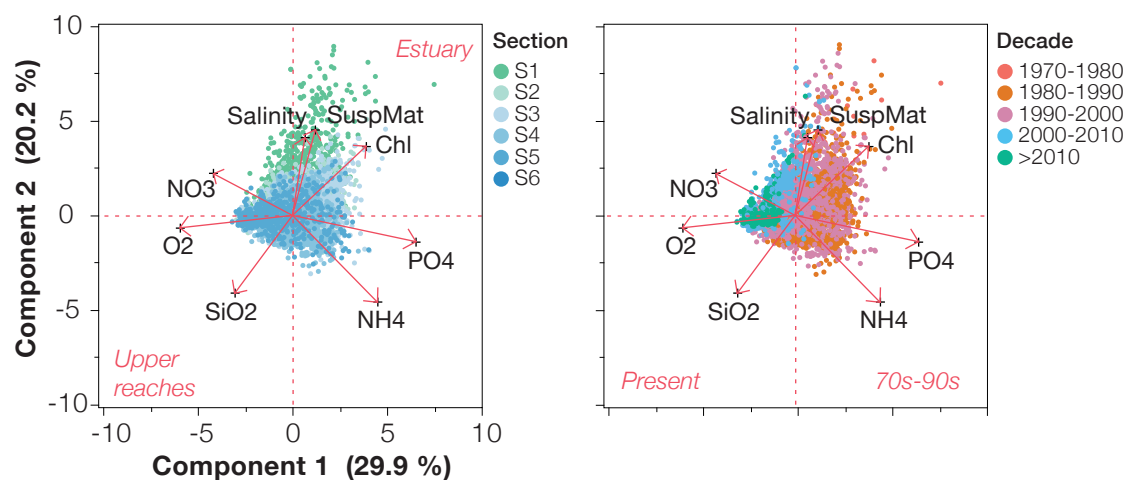 10
5
0
-5
-10
Component 2 (20.2 %)
Estuary
Salinity
SuspMat
Chl
NO3
O2
PO4
SiO2
NH4
Upper
reaches
-10
-5
0
5
10
Component 1 (29.9 %)
Section
S1
S2
S3
S4
S5
S6
Salinity
SuspMat
Chl
NO3
O2
PO4
SiO2
NH4
Present
70s-90s
Decade
1970-1980
1980-1990
1990-2000
2000-2010
>2010